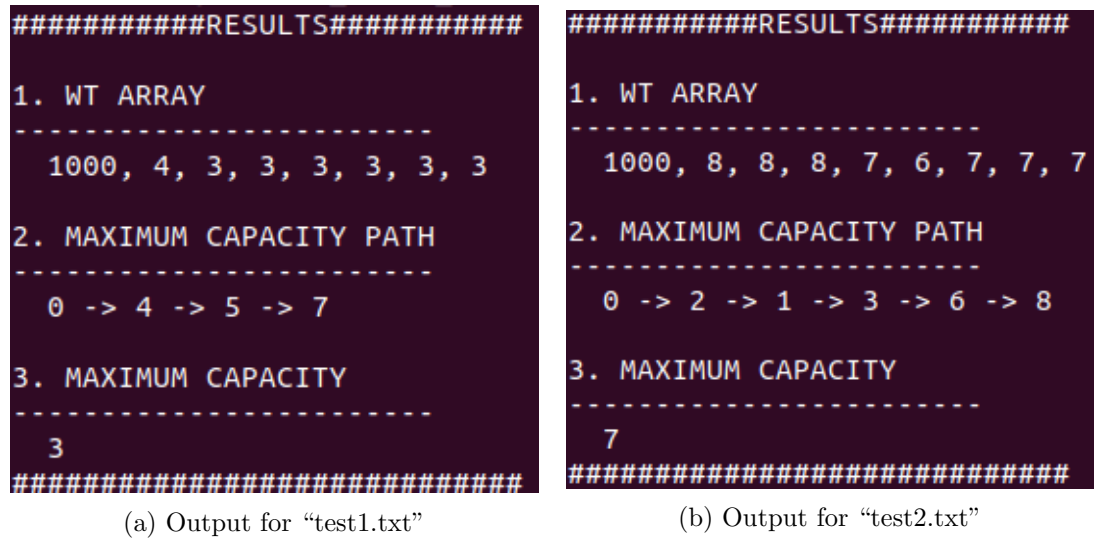 ###########RESULTS###########
1. WT ARRAY
------------------------
1000, 4, 3, 3, 3, 3, 3, 3
2. MAXIMUM CAPACITY PATH
------------------------
0 -> 4 -> 5 -> 7
3. MAXIMUM CAPACITY
------------------------
3
#############################
(a) Output for “test1.txt”
###########RESULTS###########
1. WT ARRAY
------------------------
1000, 8, 8, 8, 7, 6, 7, 7, 7
2. MAXIMUM CAPACITY PATH
------------------------
0 -> 2 -> 1 -> 3 -> 6 -> 8
3. MAXIMUM CAPACITY
------------------------
7
#############################
(b) Output for “test2.txt”